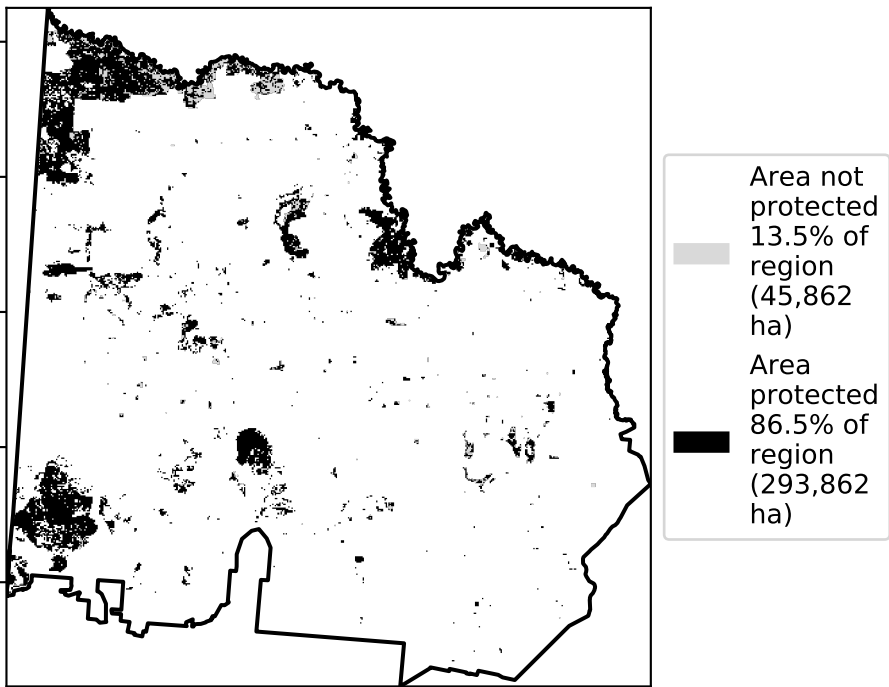 Area not
protected
13.5% of
region
(45,862
ha)
Area
protected
86.5% of
region
(293,862
ha)